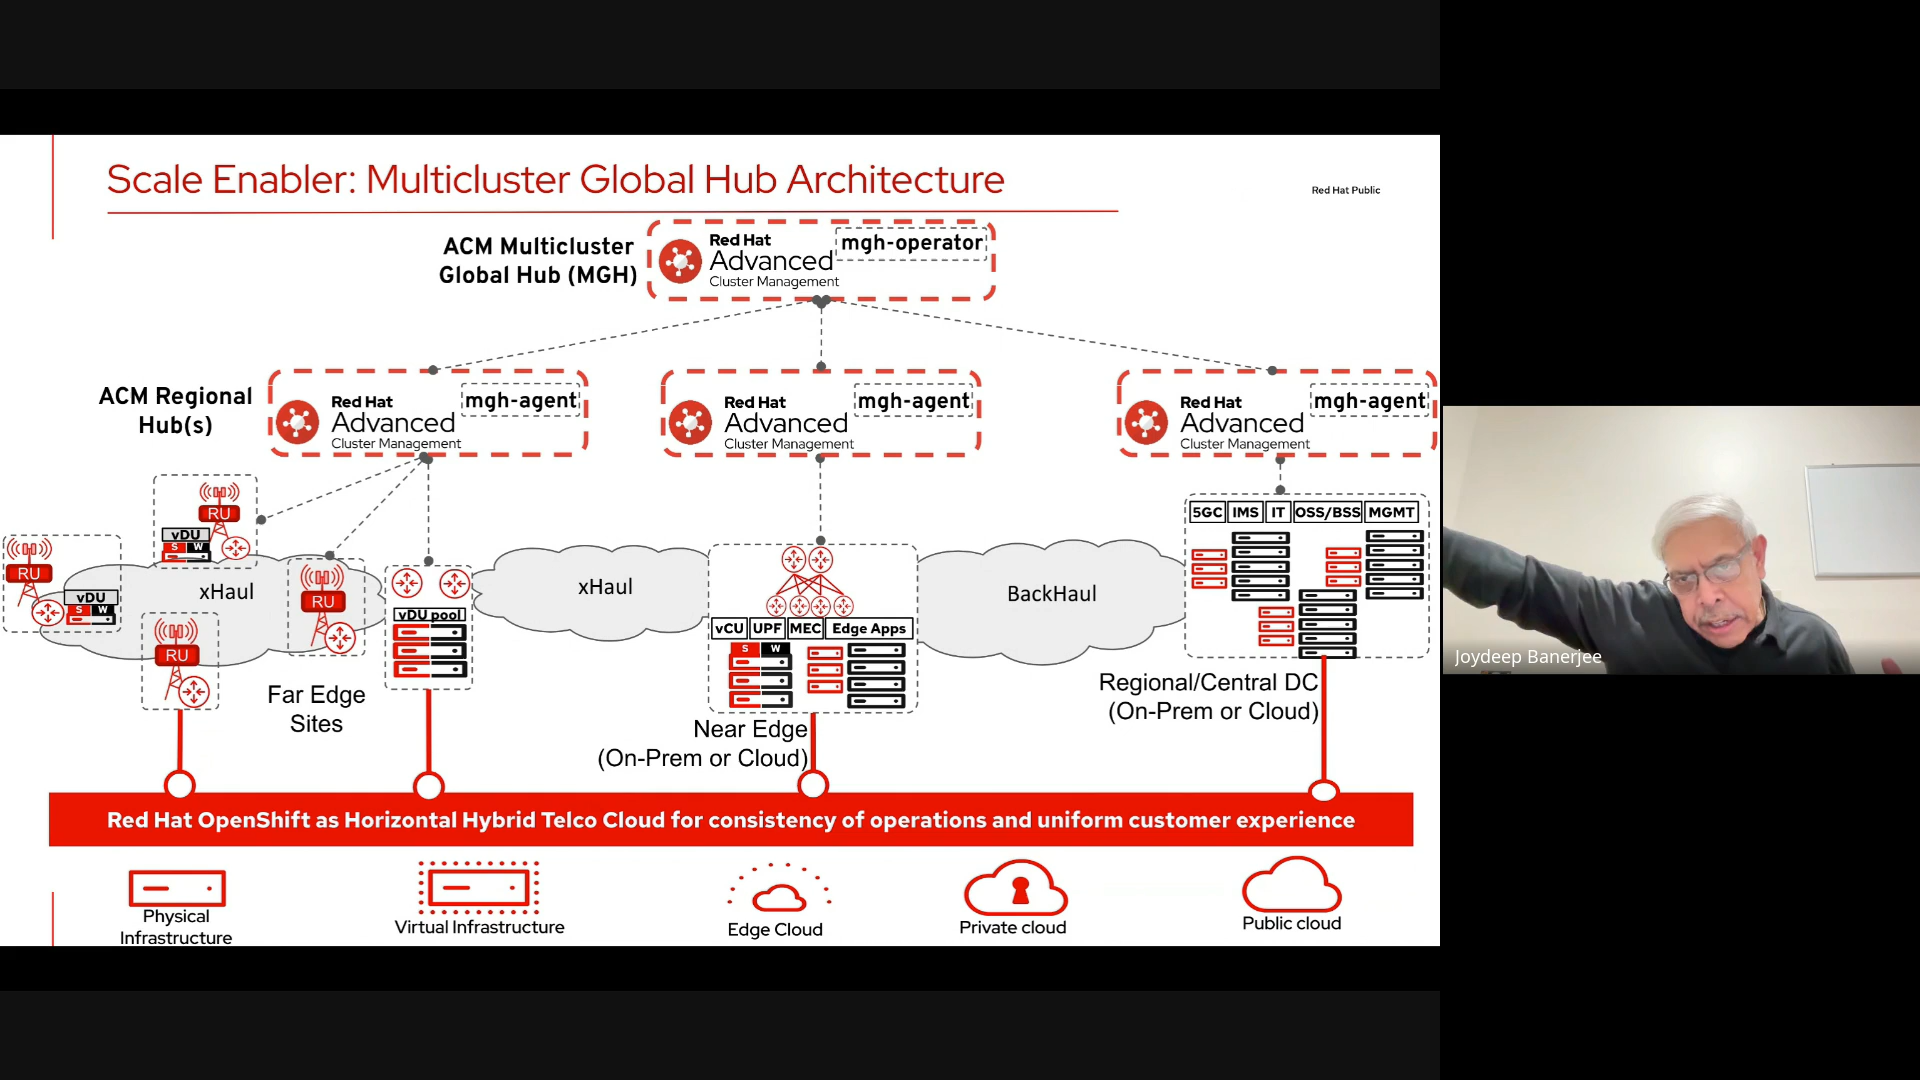 Scale Enabler: Multicluster Global Hub Architecture
Red Hat Public
ACM Multicluster
Global Hub (MGH)
Red Hat
Advanced
Cluster Management
mgh-operator
ACM Regional
Hub(s)
Red Hat
Advanced
Cluster Management
mgh-agent
Red Hat
Advanced
Cluster Management
mgh-agent
Red Hat
Advanced
Cluster Management
mgh-agent
RU
vDU
S W
RU
vDU
S W
xHaul
RU
RU
vDU pool
Far Edge
Sites
xHaul
vCU UPF MEC Edge Apps
S W
Near Edge
(On-Prem or Cloud)
BackHaul
5GC IMS IT OSS/BSS MGMT
Regional/Central DC
(On-Prem or Cloud)
Red Hat OpenShift as Horizontal Hybrid Telco Cloud for consistency of operations and uniform customer experience
Physical
Infrastructure
Virtual Infrastructure
Edge Cloud
Private cloud
Public cloud
Joydeep Banerjee